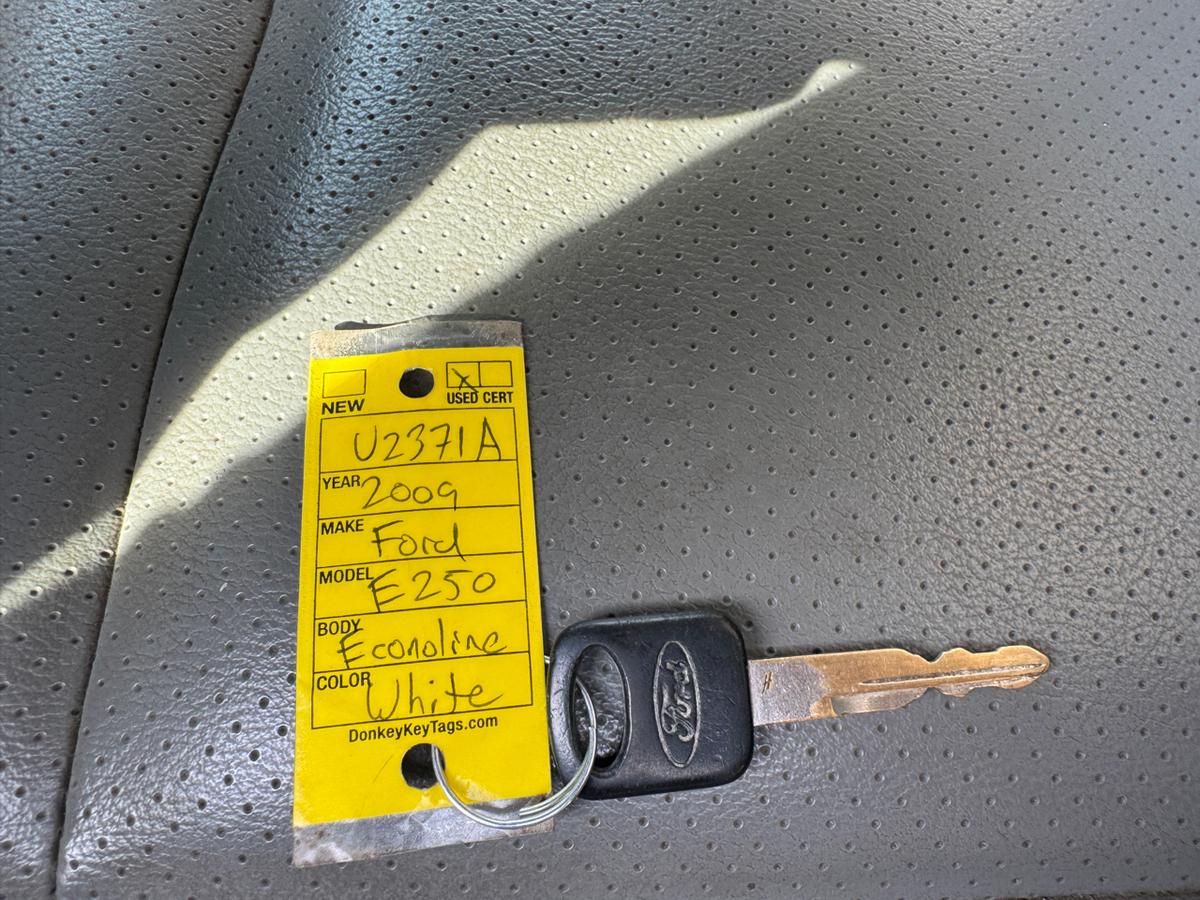 NEW USED CERT
U2371A
YEAR 2009
MAKE Ford
MODEL E250
BODY Econoline
COLOR White
DonkeyKeyTags.com
Ford